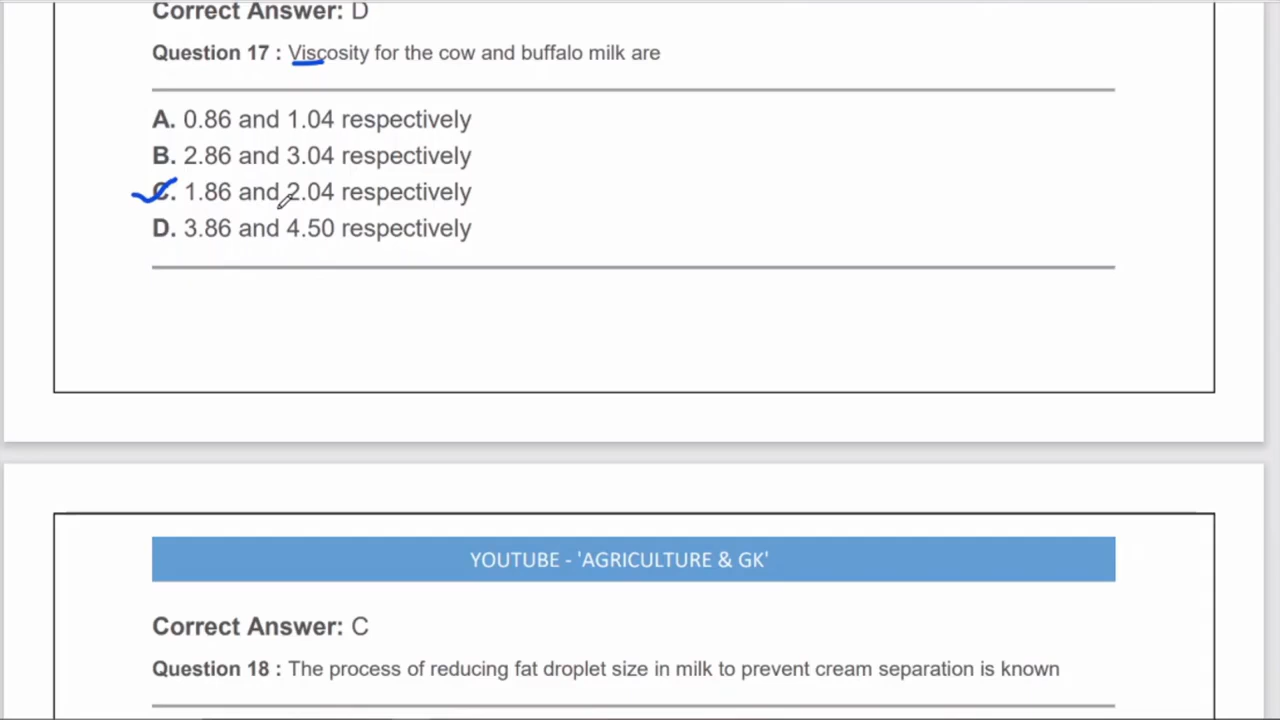 Correct Answer: D
Question 17 : Viscosity for the cow and buffalo milk are
A. 0.86 and 1.04 respectively
B. 2.86 and 3.04 respectively
C. 1.86 and 2.04 respectively
D. 3.86 and 4.50 respectively
YOUTUBE - 'AGRICULTURE & GK'
Correct Answer: C
Question 18 : The process of reducing fat droplet size in milk to prevent cream separation is known